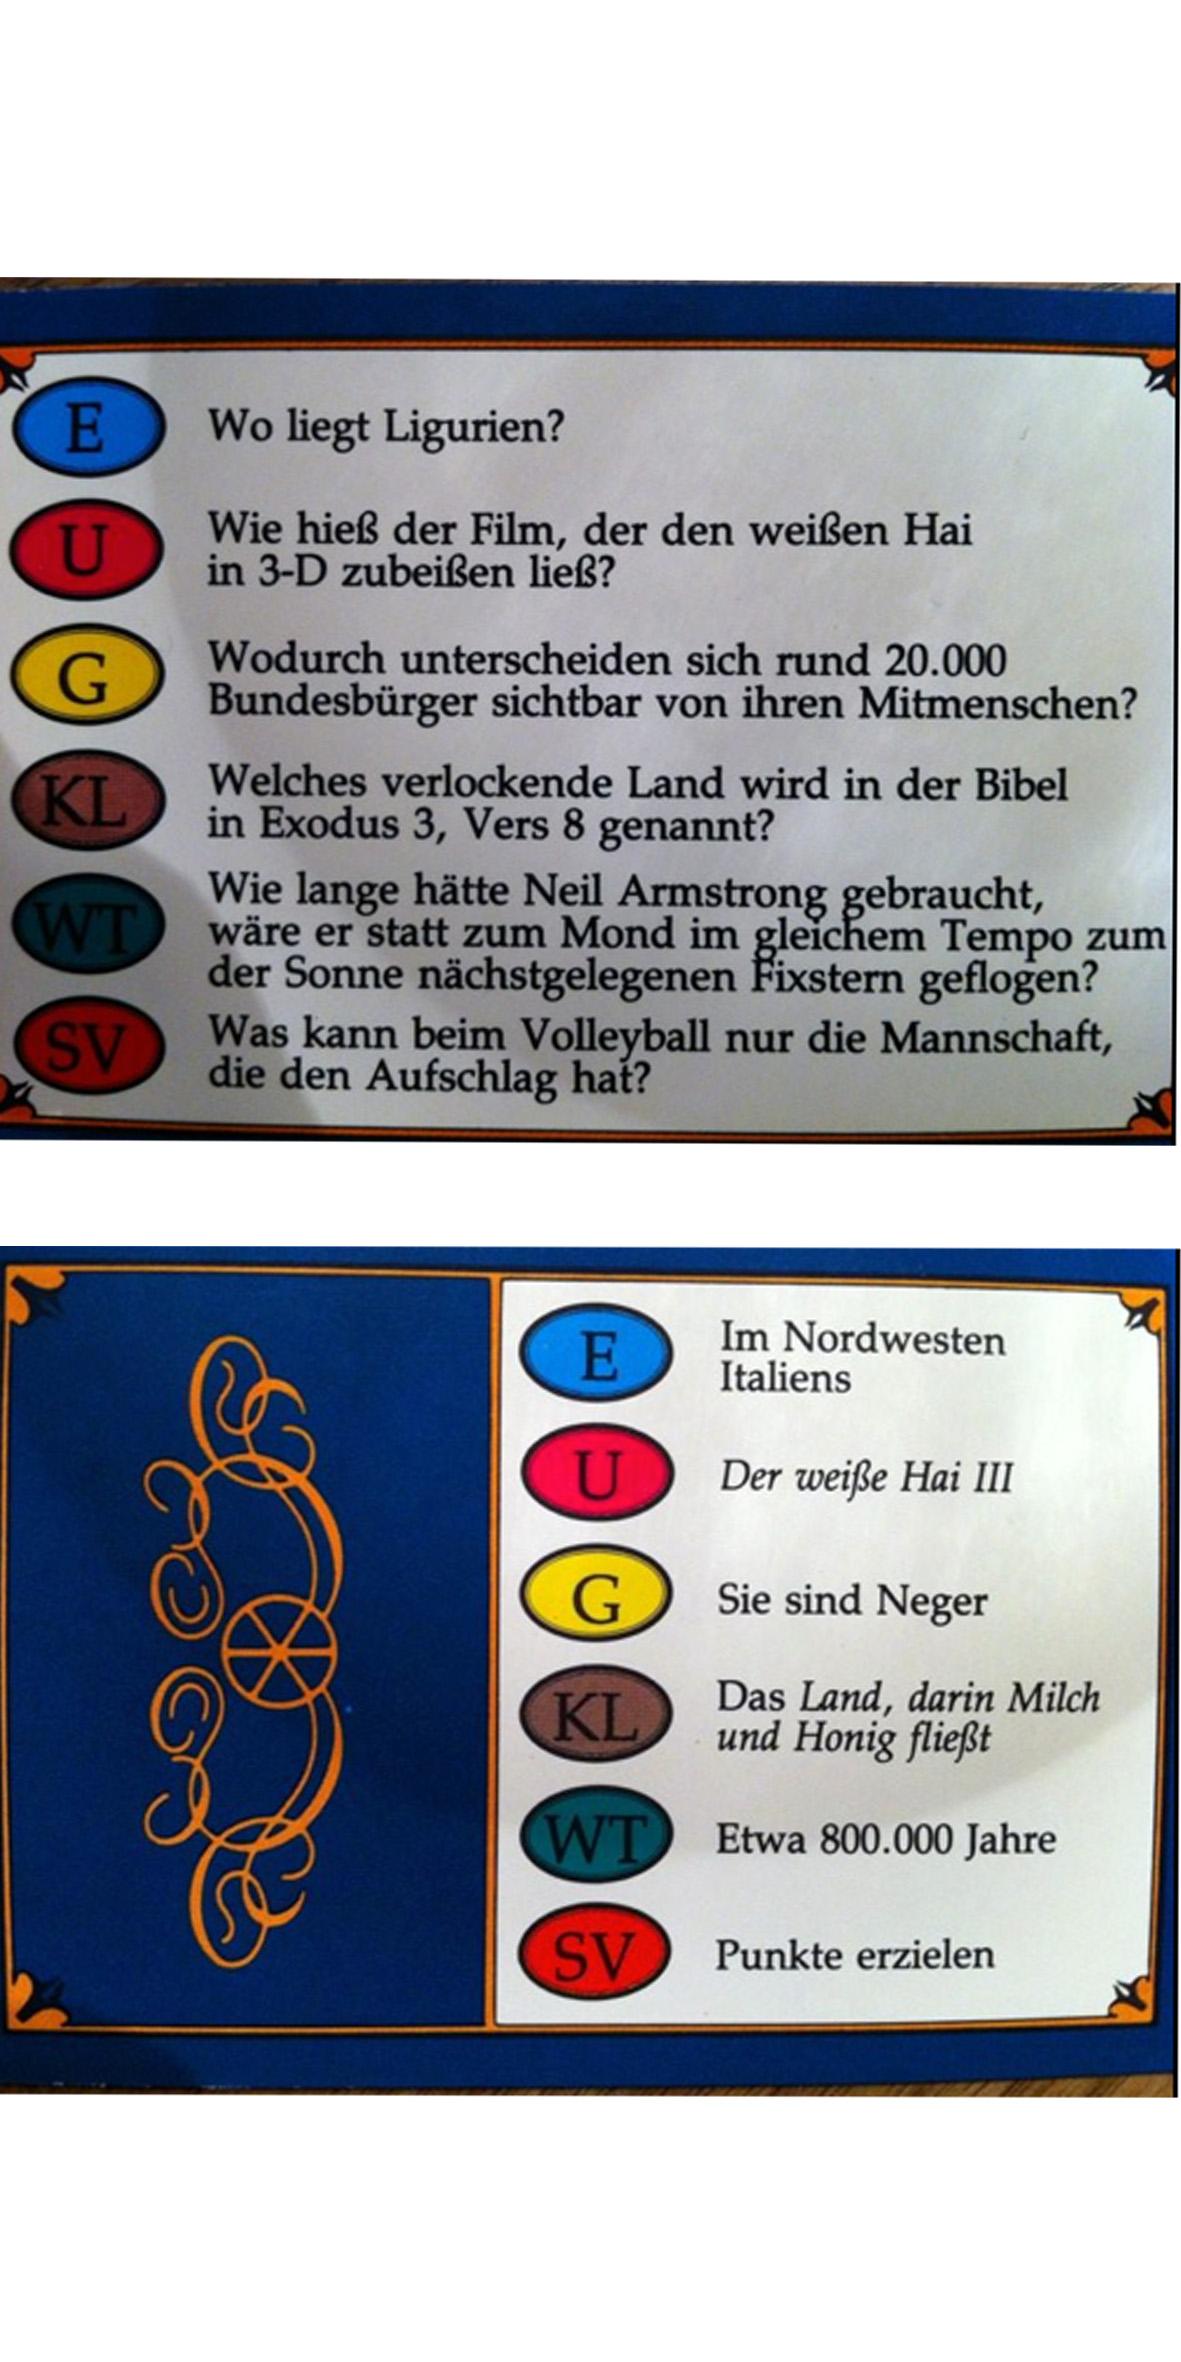 E Wo liegt Ligurien?
U Wie hieß der Film, der den weißen Hai
in 3-D zubeißen ließ?
G Wodurch unterscheiden sich rund 20.000
Bundesbürger sichtbar von ihren Mitmenschen?
KL Welches verlockende Land wird in der Bibel
in Exodus 3, Vers 8 genannt?
WT Wie lange hätte Neil Armstrong gebraucht,
wäre er statt zum Mond im gleichem Tempo zum
der Sonne nächstgelegenen Fixstern geflogen?
SV Was kann beim Volleyball nur die Mannschaft,
die den Aufschlag hat?
E Im Nordwesten
Italiens
U Der weiße Hai III
G Sie sind Neger
KL Das Land, darin Milch
und Honig fließt
WT Etwa 800.000 Jahre
SV Punkte erzielen